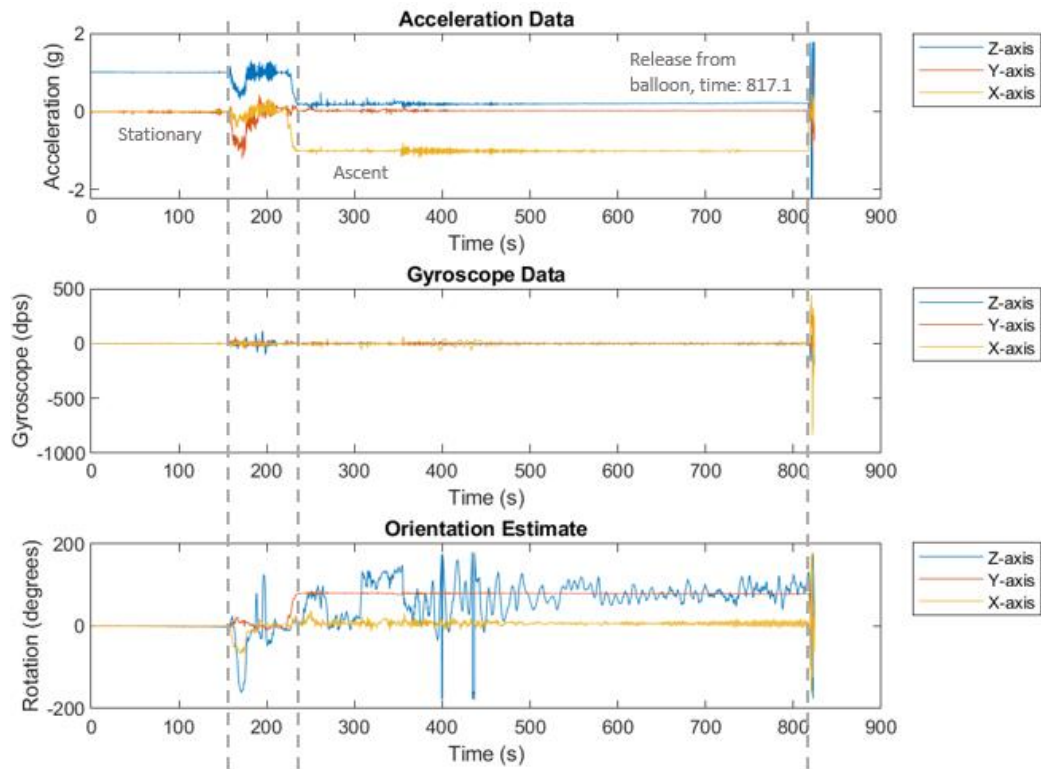 Acceleration Data
Acceleration (g)
2
0
-2
Stationary
Ascent
Release from
balloon, time: 817.1
0 100 200 300 400 500 600 700 800 900
Time (s)
Z-axis
Y-axis
X-axis
Gyroscope Data
Gyroscope (dps)
500
0
-500
-1000
0 100 200 300 400 500 600 700 800 900
Time (s)
Z-axis
Y-axis
X-axis
Orientation Estimate
Rotation (degrees)
200
0
-200
0 100 200 300 400 500 600 700 800 900
Time (s)
Z-axis
Y-axis
X-axis